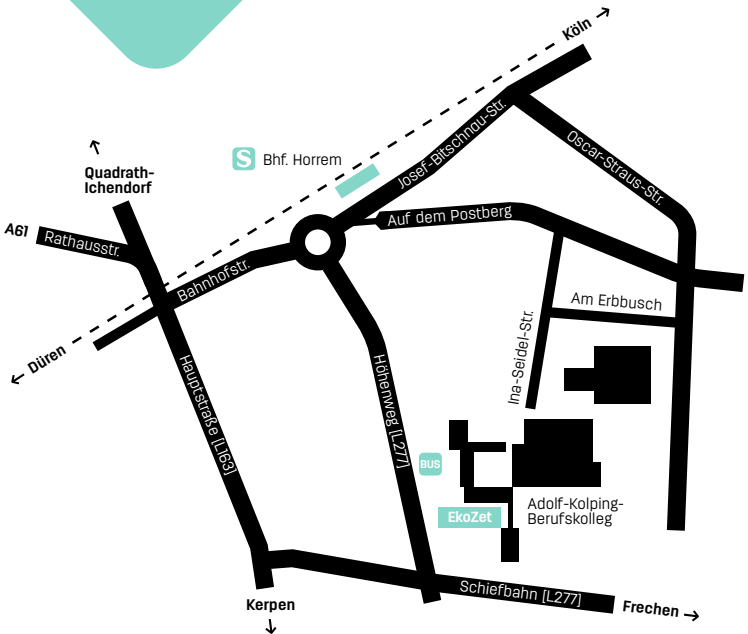 Köln
Josef-Bitschnau-Str.
Oscar-Straus-Str.
S Bhf. Horrem
Quadrath-
Ichendorf
A61
Rathausstr.
Auf dem Postberg
Bahnhofstr.
Am Erbbusch
Ina-Seidel-Str.
Düren
Hauptstraße [L163]
Höhenweg [L277]
BUS
EkoZet
Adolf-Kolping-
Berufskolleg
Schiefbahn [L277]
Kerpen
Frechen